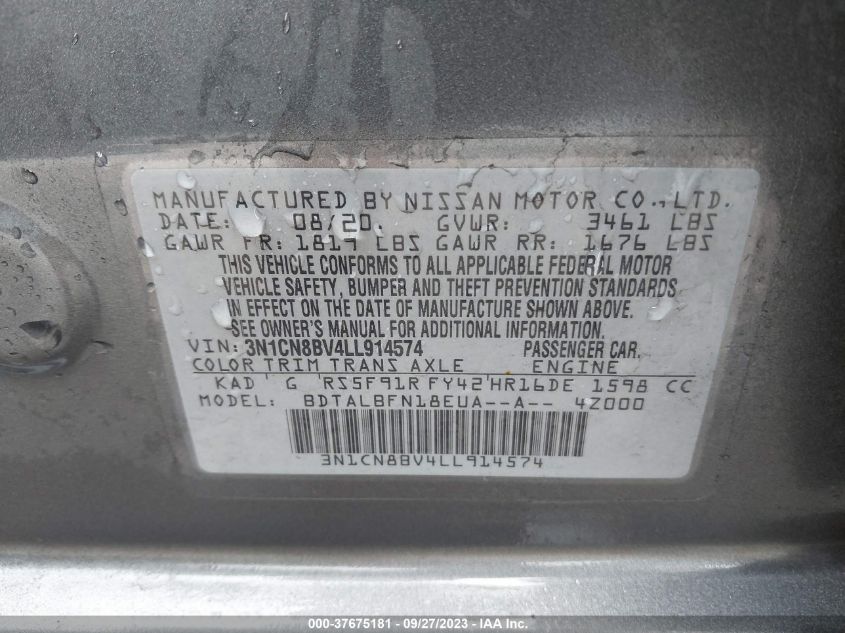 MANUFACTURED BY NISSAN MOTOR CO.,LTD.
DATE: 08/20 GVWR: 3461 LBS
GAWR FR: 1819 LBS GAWR RR: 1676 LBS
THIS VEHICLE CONFORMS TO ALL APPLICABLE FEDERAL MOTOR
VEHICLE SAFETY, BUMPER AND THEFT PREVENTION STANDARDS
IN EFFECT ON THE DATE OF MANUFACTURE SHOWN ABOVE.
SEE OWNER'S MANUAL FOR ADDITIONAL INFORMATION
VIN: 3N1CN8BV4LL914574 PASSENGER CAR.
COLOR TRIM TRANS AXLE ENGINE
KAD G RS5F91R FY42 HR16DE 1598 CC
MODEL: BDTALBFN18EUA--A-- 4Z000
3N1CN8BV4LL914574
000-37675181 - 09/27/2023 - IAA, Inc.